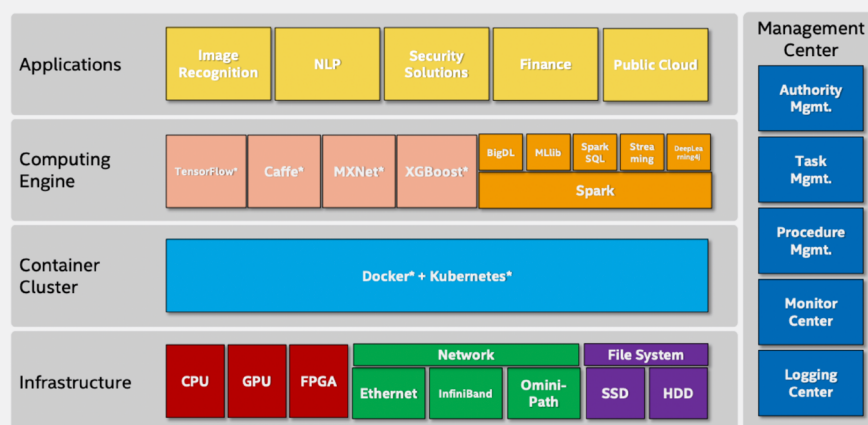 Applications
Image
Recognition
NLP
Security
Solutions
Finance
Public Cloud
Computing
Engine
TensorFlow*
Caffe*
MXNet*
XGBoost*
BigDL
MLlib
Spark
SQL
Strea
ming
DeepLea
rning4j
Spark
Container
Cluster
Docker* + Kubernetes*
Infrastructure
CPU
GPU
FPGA
Network
Ethernet
InfiniBand
Omini-
Path
File System
SSD
HDD
Management
Center
Authority
Mgmt.
Task
Mgmt.
Procedure
Mgmt.
Monitor
Center
Logging
Center